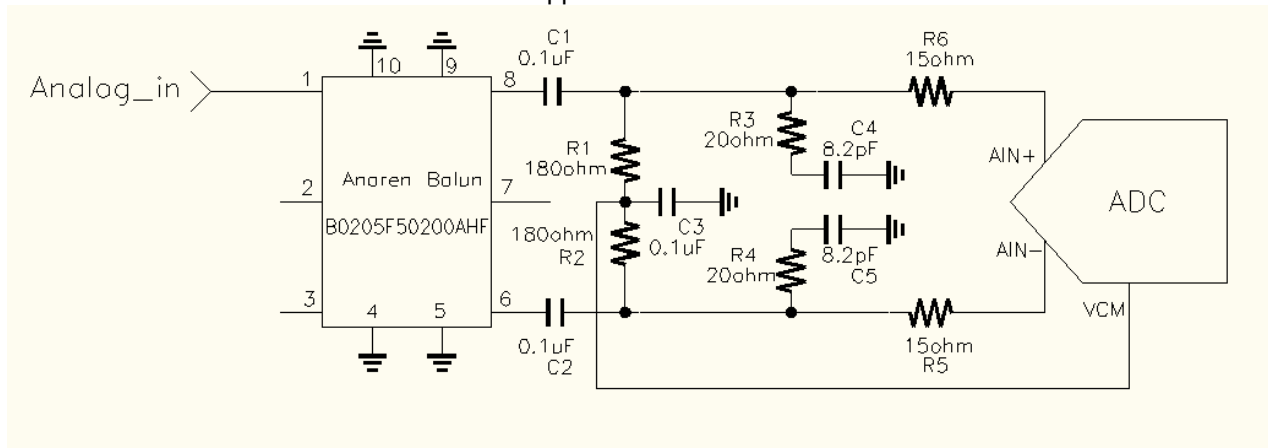 Analog_in
1
2
3
10
9
8
7
6
4
5
Anaren Balun
B0205F50200AHF
C1
0.1uF
0.1uF
C2
R1
180ohm
180ohm
R2
C3
0.1uF
R3
20ohm
C4
8.2pF
R4
20ohm
8.2pF
C5
R6
15ohm
15ohm
R5
AIN+
AIN-
ADC
VCM